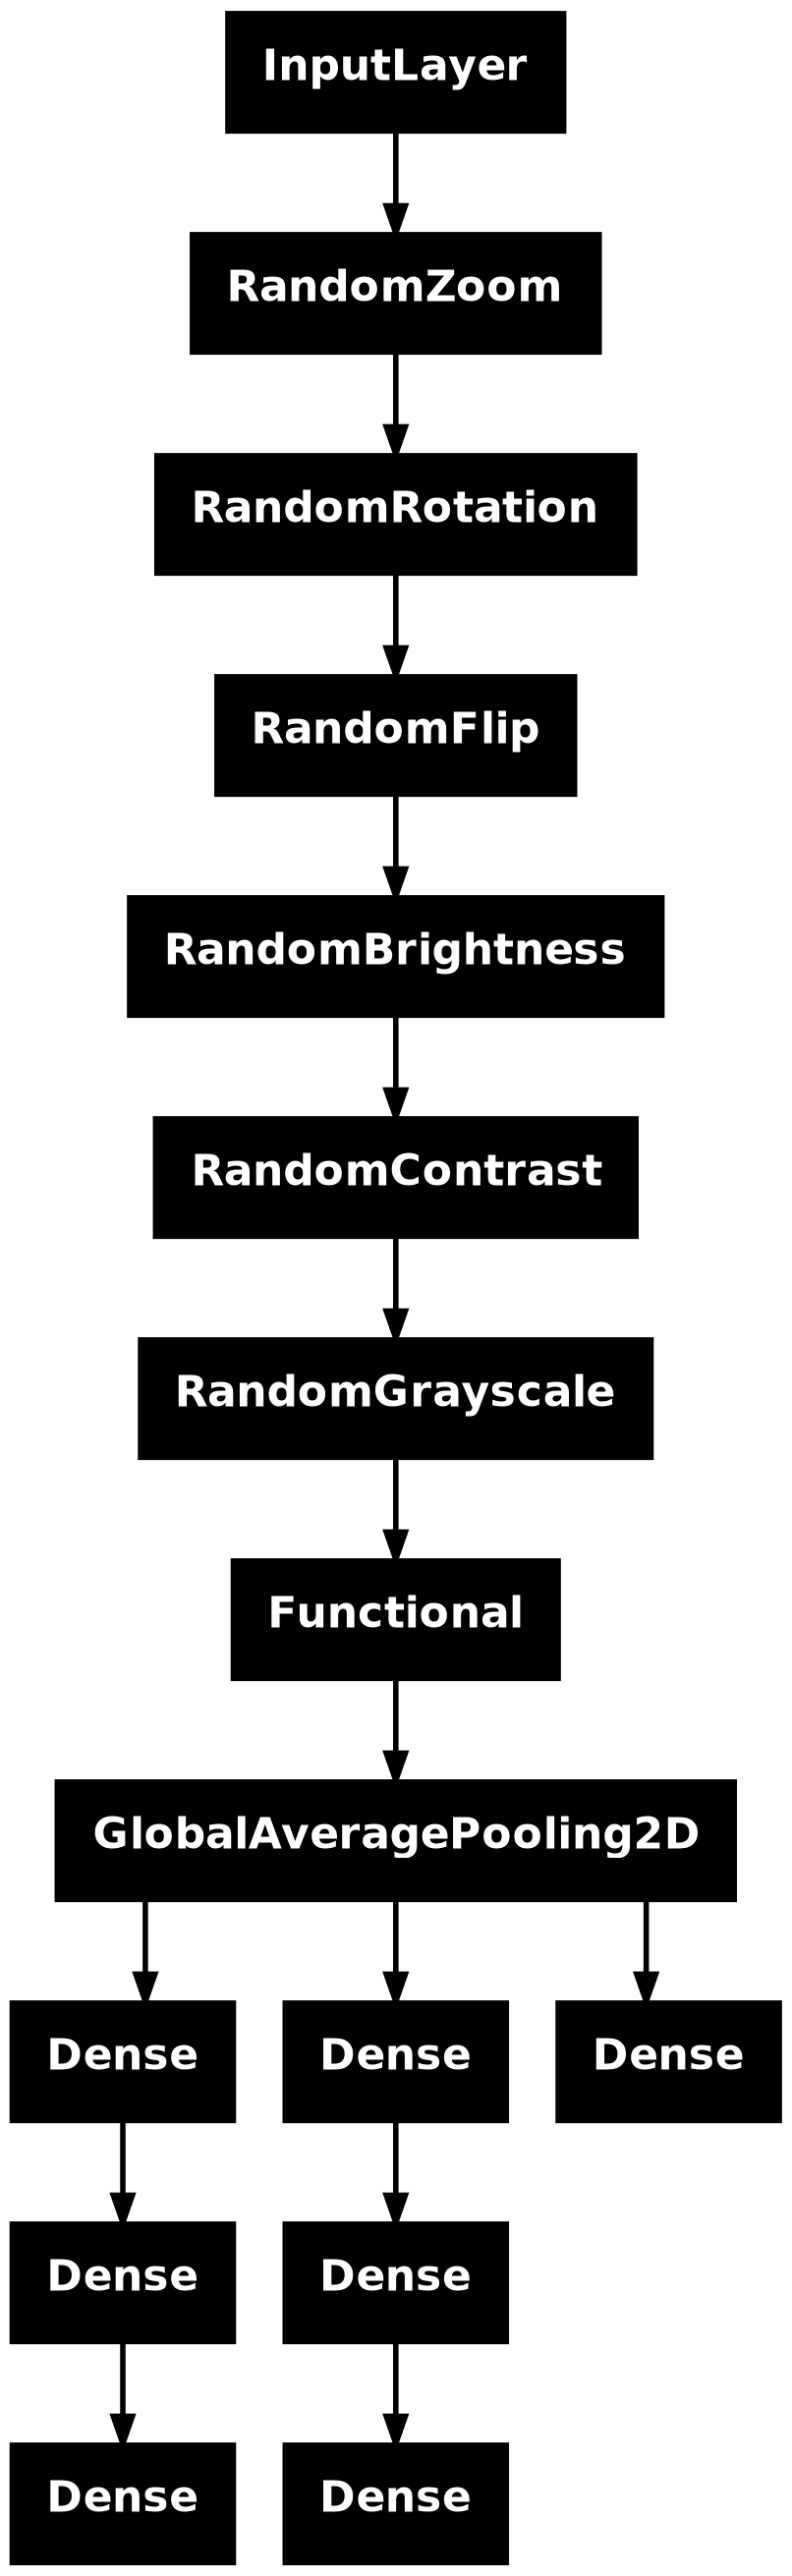 InputLayer
RandomZoom
RandomRotation
RandomFlip
RandomBrightness
RandomContrast
RandomGrayscale
Functional
GlobalAveragePooling2D
Dense Dense Dense
Dense Dense
Dense Dense